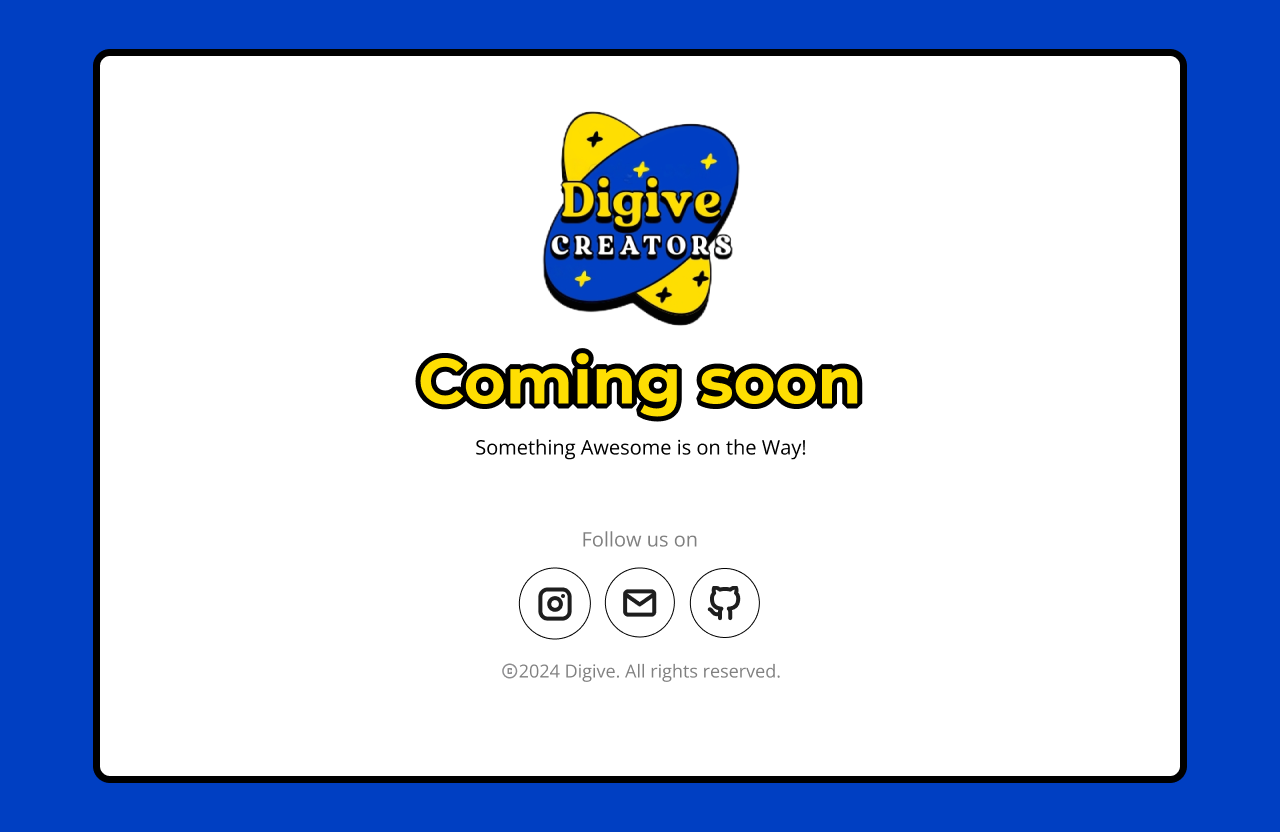 Digive
CREATORS
Coming soon
Something Awesome is on the Way!
Follow us on
©2024 Digive. All rights reserved.